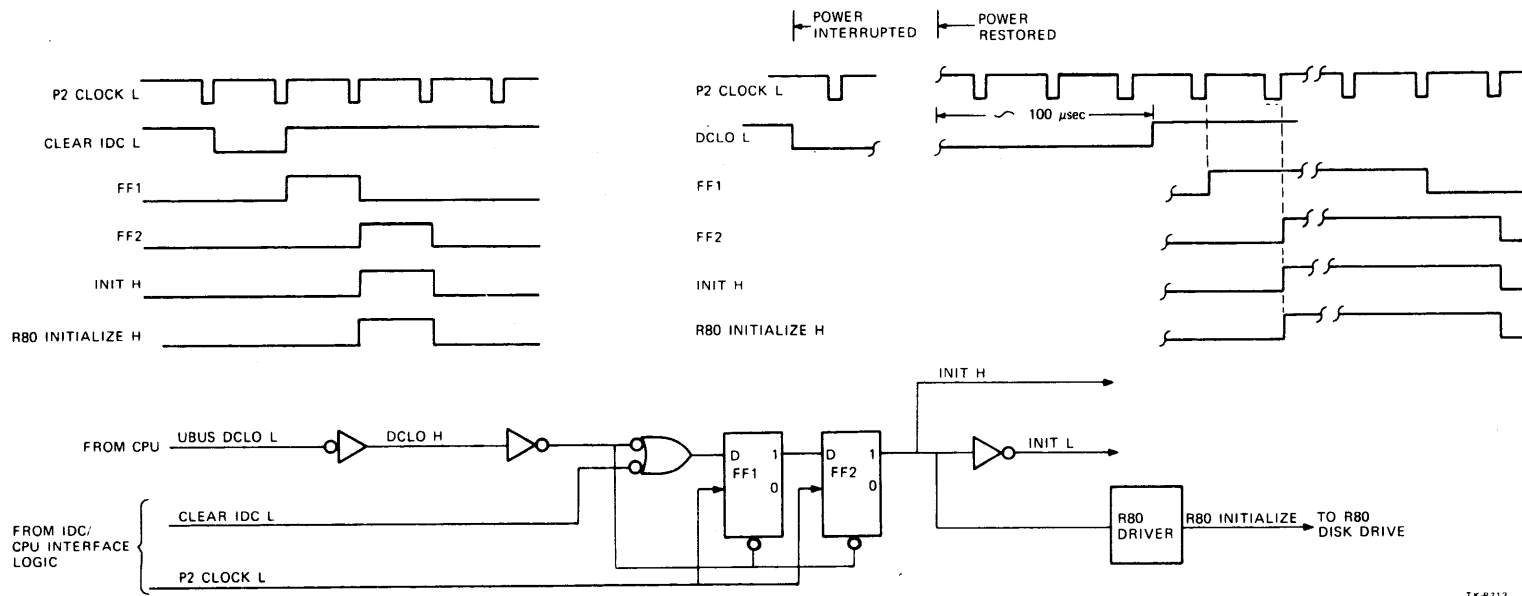 POWER INTERRUPTED
POWER RESTORED
P2 CLOCK L
CLEAR IDC L
FF1
FF2
INIT H
R80 INITIALIZE H
P2 CLOCK L
~ 100 μsec
DCLO L
FF1
FF2
INIT H
R80 INITIALIZE H
INIT H
FROM CPU
UBUS DCLO L
DCLO H
D 1
FF1
0
D 1
FF2
0
INIT L
CLEAR IDC L
FROM IDC/
CPU INTERFACE
LOGIC
P2 CLOCK L
R80
DRIVER
R80 INITIALIZE
TO R80
DISK DRIVE
TK-8712